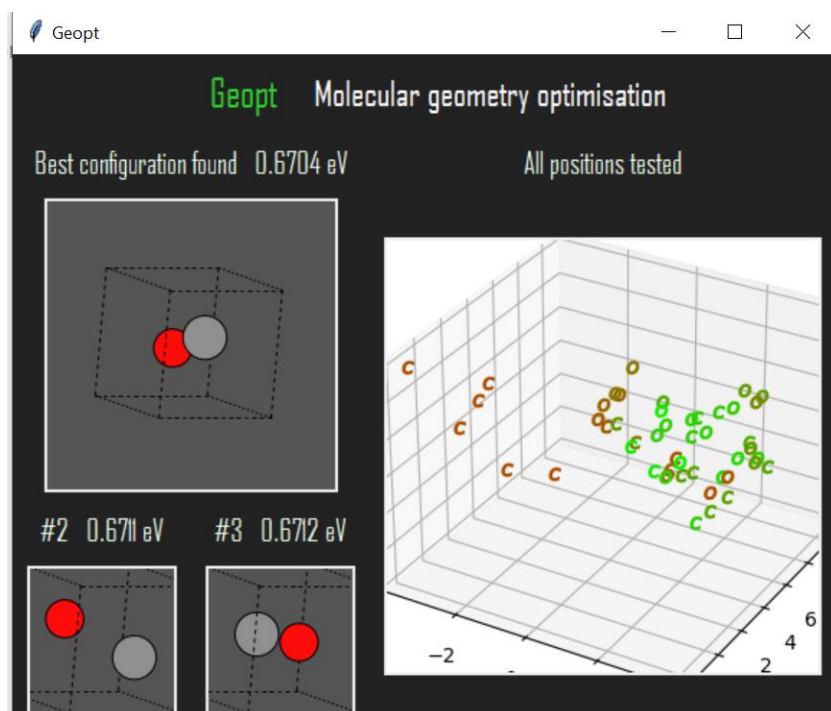 Geopt
Geopt Molecular geometry optimisation
Best configuration found 0.6704 eV
All positions tested
#2 0.6711 eV
#3 0.6712 eV
6
4
−2
2